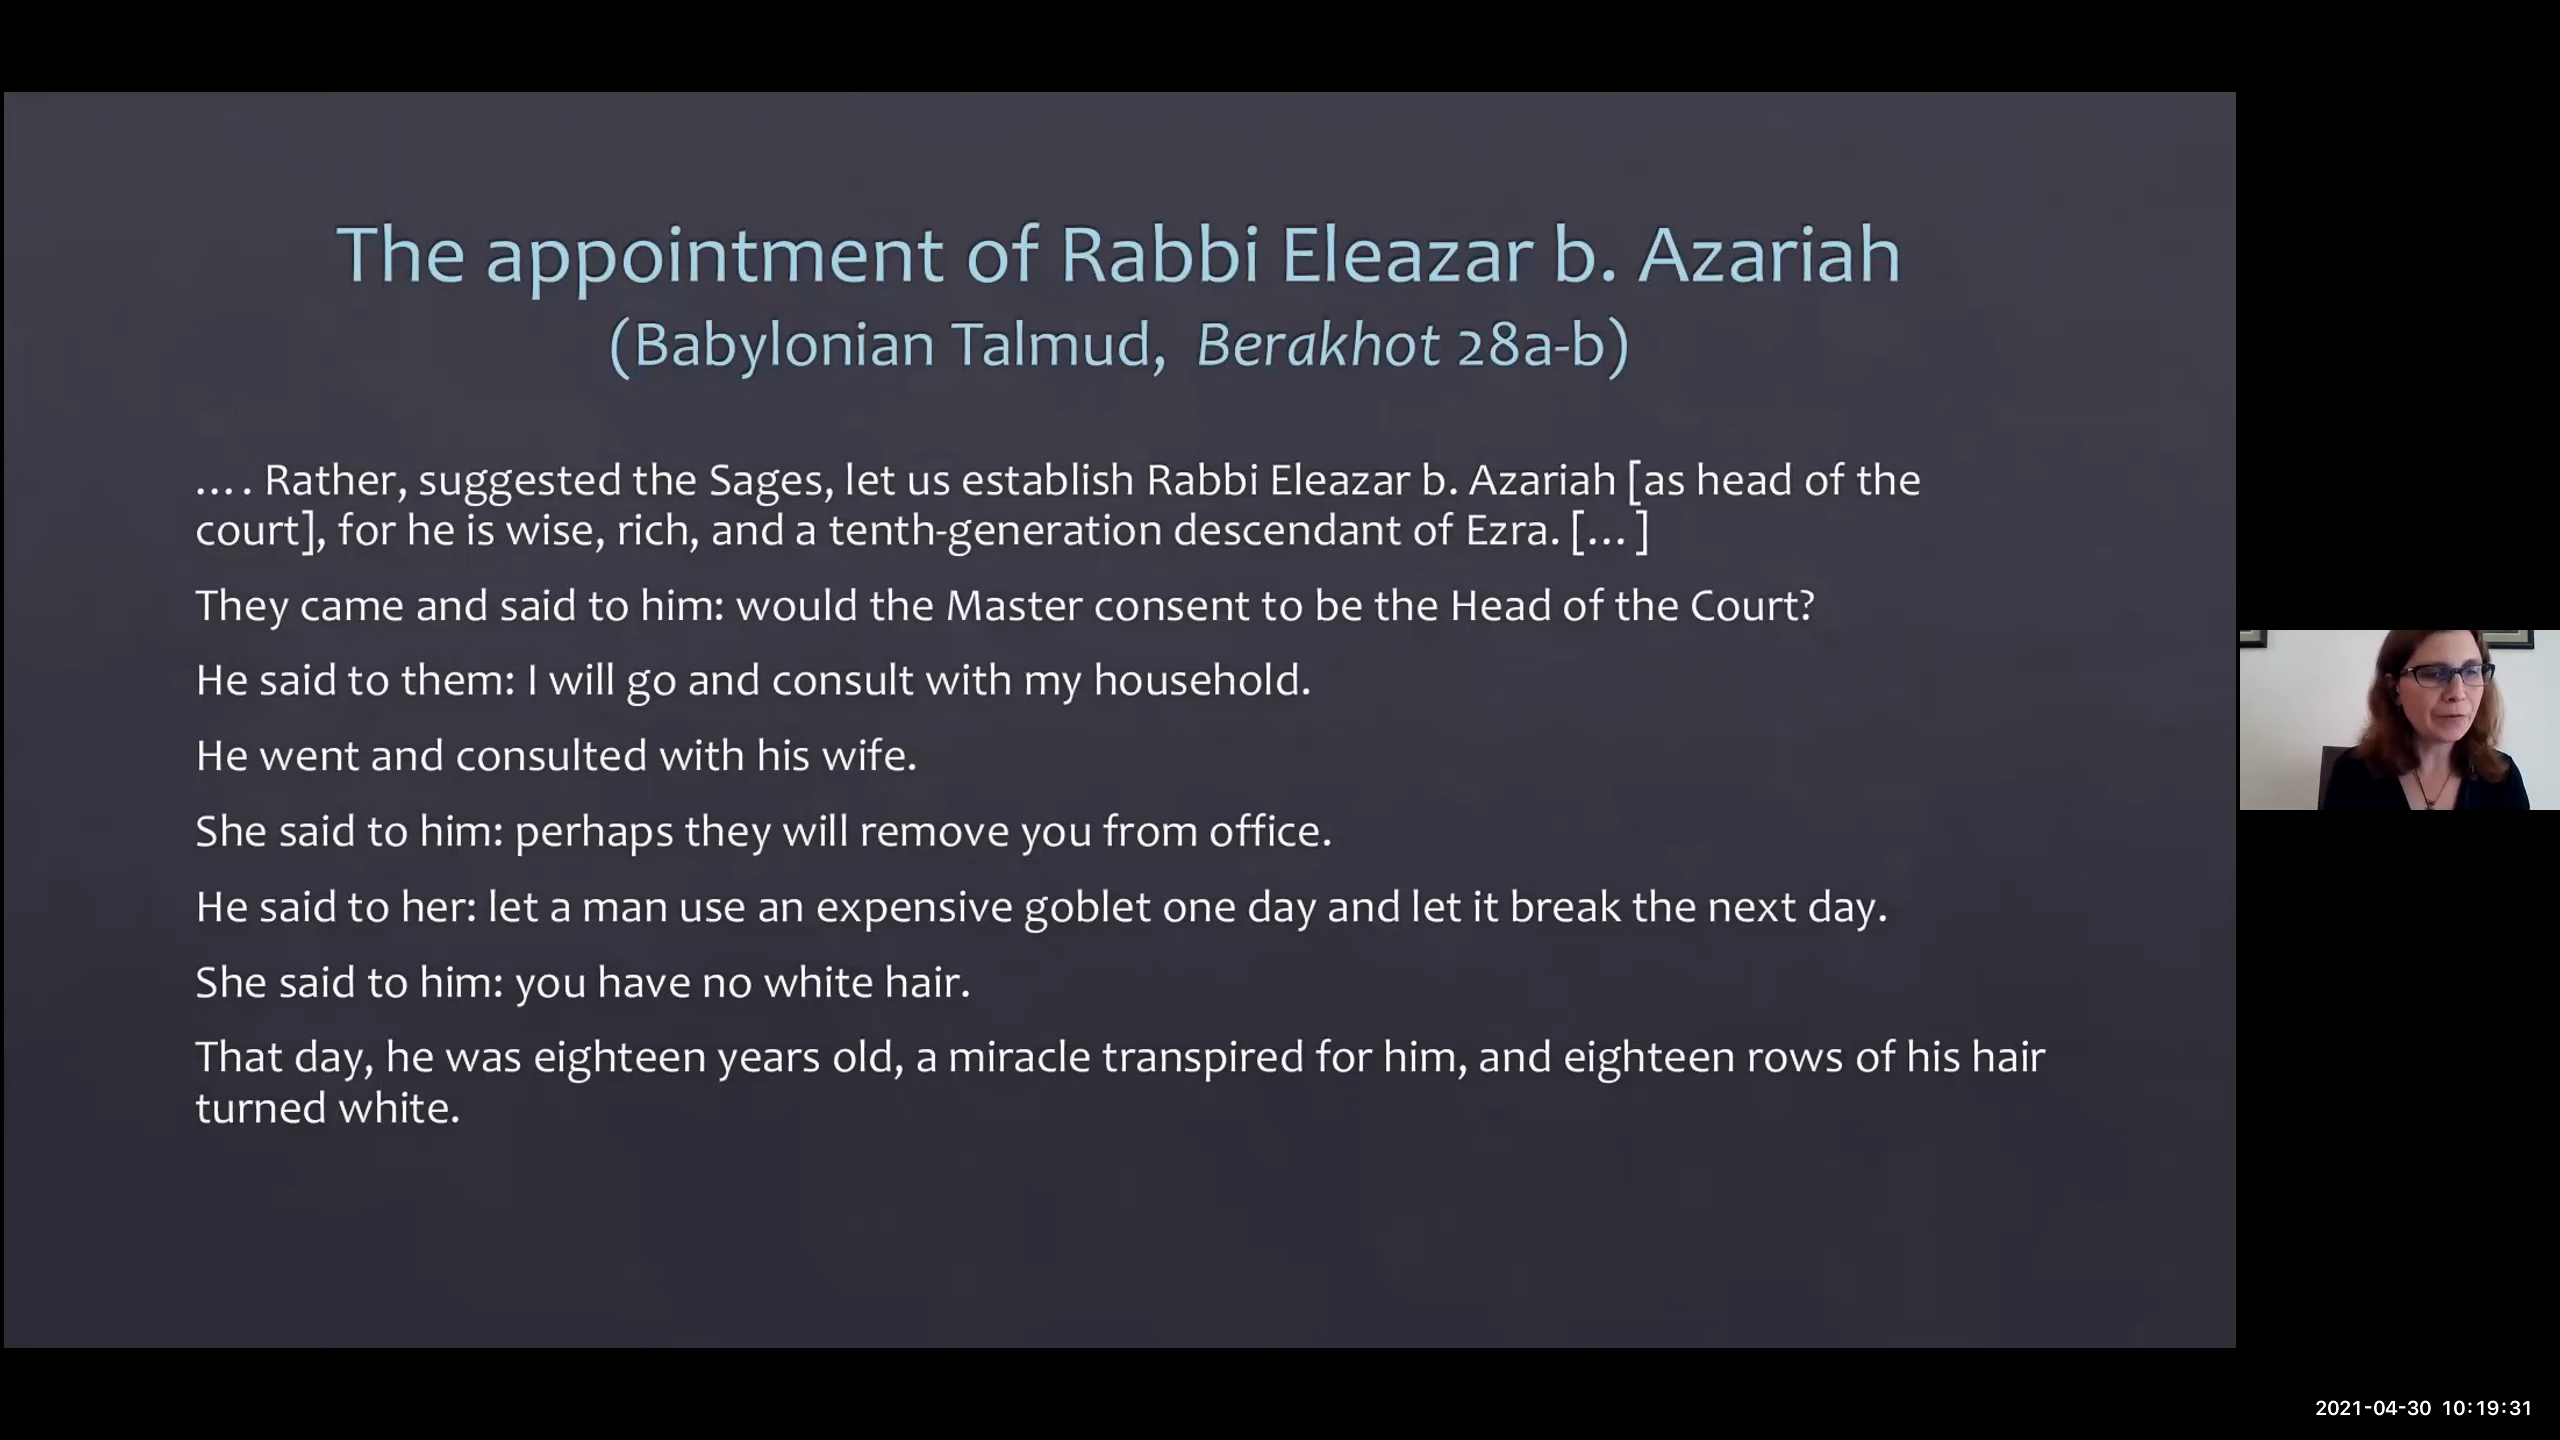 The appointment of Rabbi Eleazar b. Azariah
(Babylonian Talmud, Berakhot 28a-b)
.... Rather, suggested the Sages, let us establish Rabbi Eleazar b. Azariah [as head of the
court], for he is wise, rich, and a tenth-generation descendant of Ezra. [...]
They came and said to him: would the Master consent to be the Head of the Court?
He said to them: I will go and consult with my household.
He went and consulted with his wife.
She said to him: perhaps they will remove you from office.
He said to her: let a man use an expensive goblet one day and let it break the next day.
She said to him: you have no white hair.
That day, he was eighteen years old, a miracle transpired for him, and eighteen rows of his hair
turned white.
2021-04-30 10:19:31